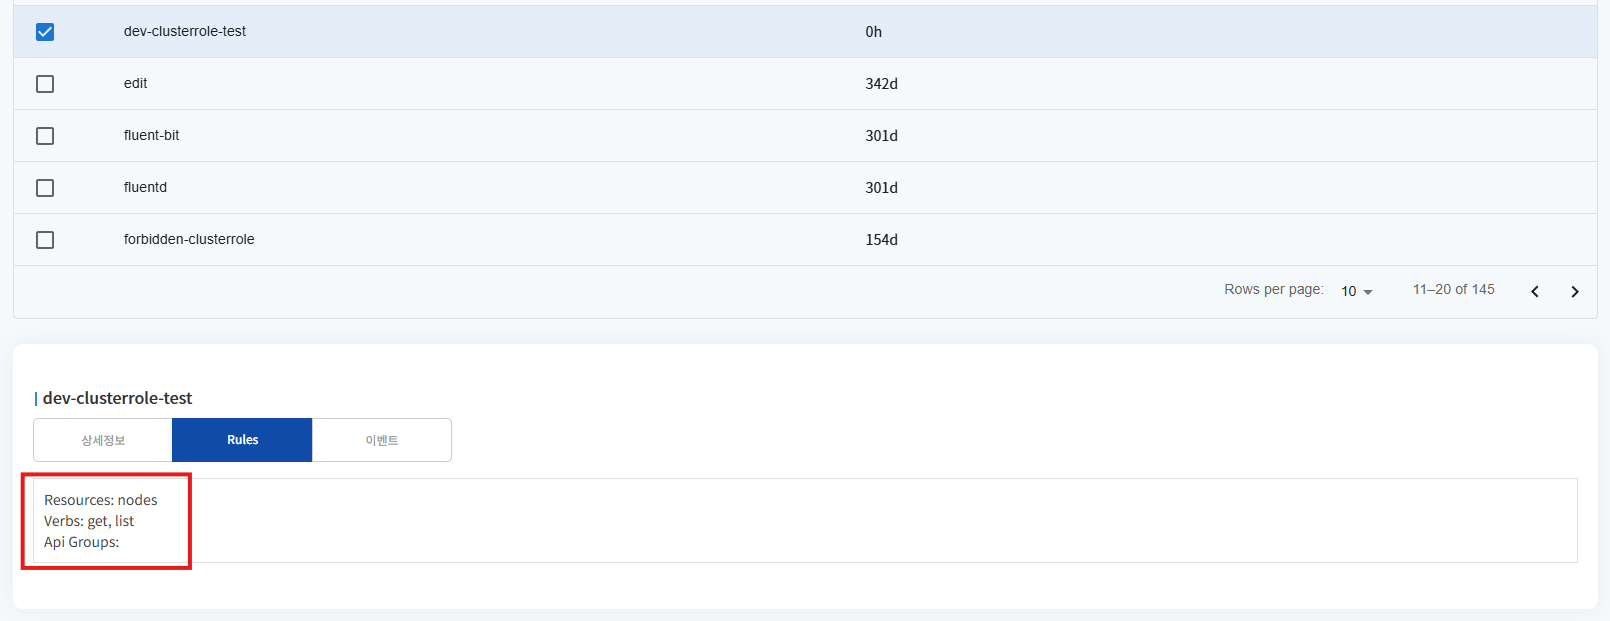 dev-clusterrole-test 0h
edit 342d
fluent-bit 301d
fluentd 301d
forbidden-clusterrole 154d
Rows per page: 10 11–20 of 145
dev-clusterrole-test
상세정보 Rules 이벤트
Resources: nodes
Verbs: get, list
Api Groups: